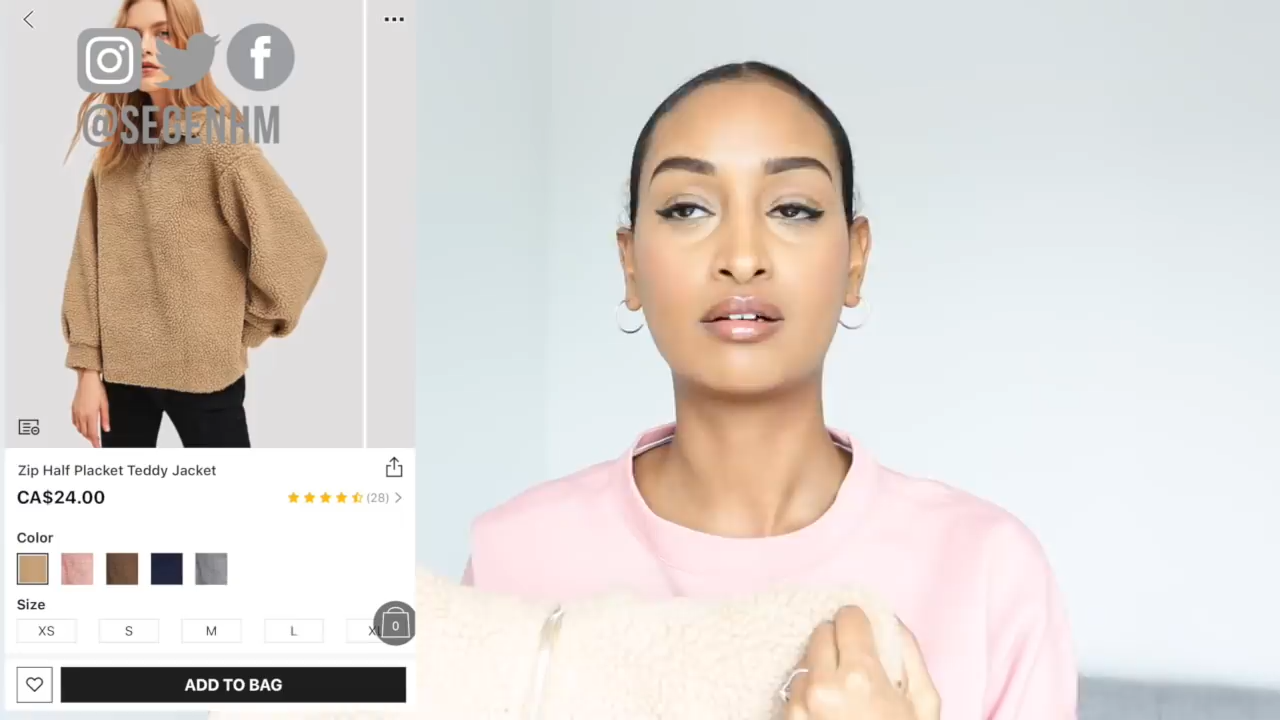 @SEGENHM
Zip Half Placket Teddy Jacket
CA$24.00
(28)
Color
Size
XS
S
M
L
0
ADD TO BAG